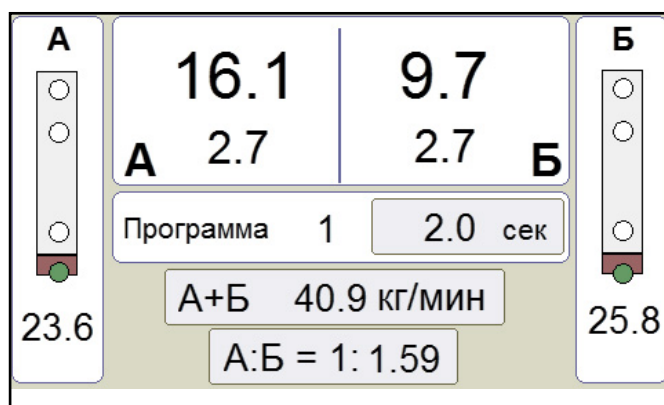 А
16.1
9.7
Б
А
2.7
2.7
Б
Программа 1 2.0 сек
А+Б 40.9 кг/мин
23.6
25.8
А:Б = 1: 1.59